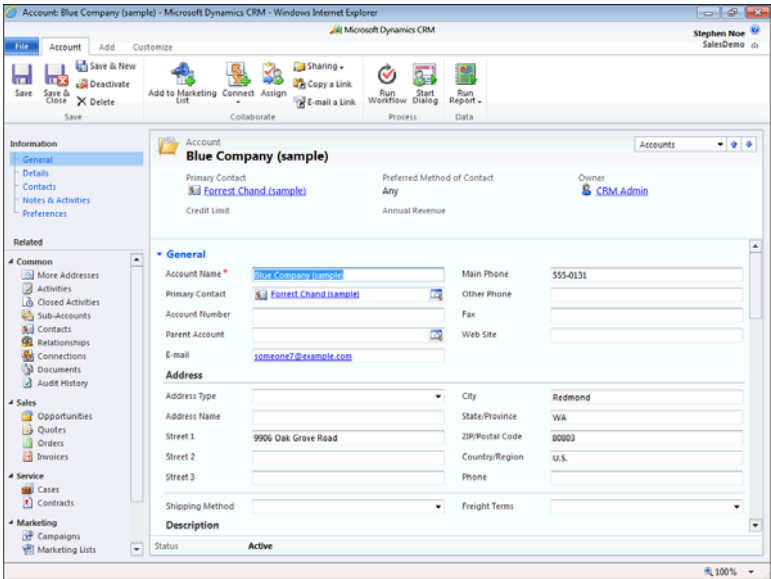 Account: Blue Company (sample) - Microsoft Dynamics CRM - Windows Internet Explorer
Microsoft Dynamics CRM
Stephen Noe
SalesDemo
File Account Add Customize
Save
Save & Close
Save & New
Deactivate
Delete
Save
Add to Marketing List
Connect
Assign
Sharing
Copy a Link
E-mail a Link
Collaborate
Run Workflow
Start Dialog
Process
Run Report
Data
Information
General
Details
Contacts
Notes & Activities
Preferences
Related
Common
More Addresses
Activities
Closed Activities
Sub-Accounts
Contacts
Relationships
Connections
Documents
Audit History
Sales
Opportunities
Quotes
Orders
Invoices
Service
Cases
Contracts
Marketing
Campaigns
Marketing Lists
Account
Blue Company (sample)
Accounts
Primary Contact Preferred Method of Contact Owner
Forrest Chand (sample) Any CRM Admin
Credit Limit Annual Revenue
General
Account Name * Blue Company (sample) Main Phone 555-0131
Primary Contact Forrest Chand (sample) Other Phone
Account Number Fax
Parent Account Web Site
E-mail someone7@example.com
Address
Address Type City Redmond
Address Name State/Province WA
Street 1 9906 Oak Grove Road ZIP/Postal Code 80803
Street 2 Country/Region U.S.
Street 3 Phone
Shipping Method Freight Terms
Description
Status Active
100%